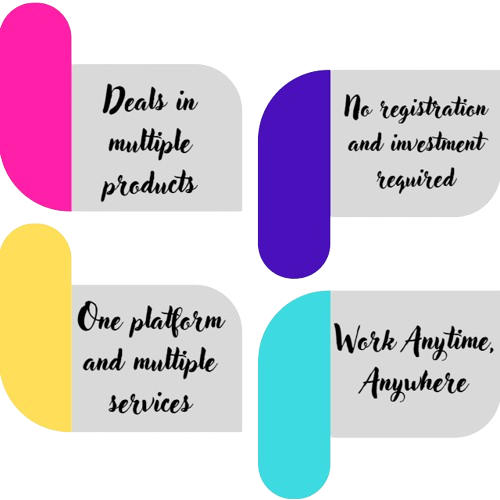 Deals in
multiple
products
No registration
and investment
required
One platform
and multiple
services
Work Anytime,
Anywhere